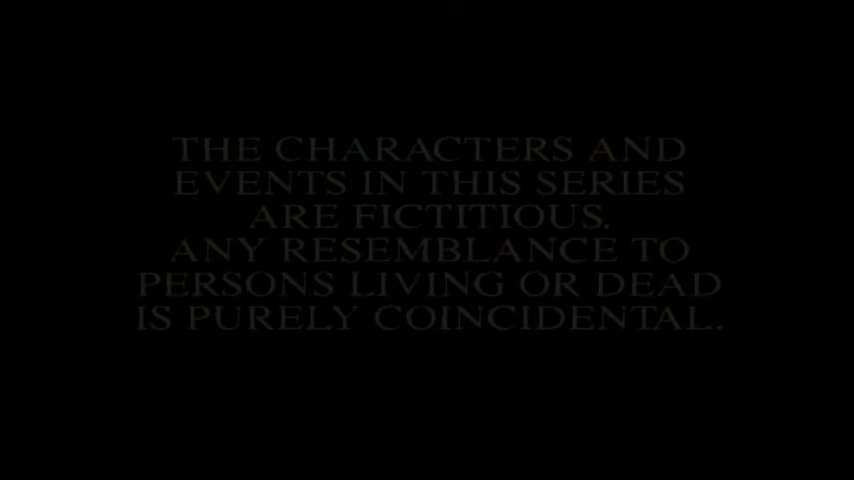 THE CHARACTERS AND
EVENTS IN THIS SERIES
ARE FICTITIOUS.
ANY RESEMBLANCE TO
PERSONS LIVING OR DEAD
IS PURELY COINCIDENTAL..